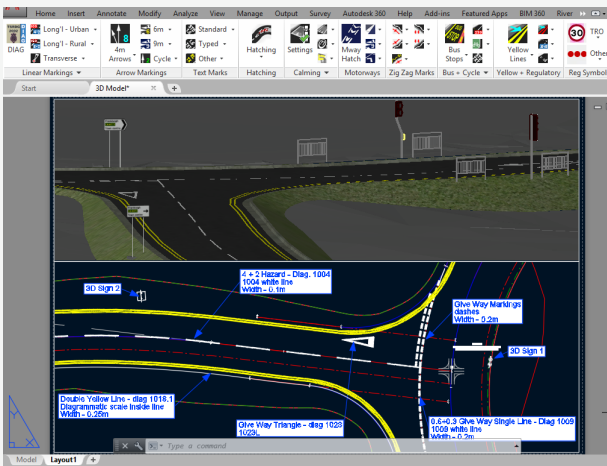 Home Insert Annotate Modify Analyze View Manage Output Survey Autodesk 360 Help Add-ins Featured Apps BIM 360 River
DIAG
Long'l - Urban
Long'l - Rural
Transverse
Linear Markings
4m
Arrows
6m
9m
Cycle
Arrow Markings
Standard
Typed
Other
Text Marks
Hatching
Hatching
Settings
Calming
Mway
Hatch
Motorways
Zig Zag Marks
Bus
Stops
Bus + Cycle
Yellow
Lines
Yellow + Regulatory
30 TRO
Other
Reg Symbol
Start 3D Model*
4 + 2 Hazard - Diag. 1004
1004 white line
Width - 0.1m
3D Sign 2
Give Way Markings
dashes
Width - 0.2m
3D Sign 1
Double Yellow Line - diag 1018.1
Diagrammatic scale inside line
Width - 0.25m
Give Way Triangle - diag 1023
1023L
0.6+0.3 Give Way Single Line - Diag 1009
1009 white line
Width - 0.2m
Type a command
Y
X
Model Layout1